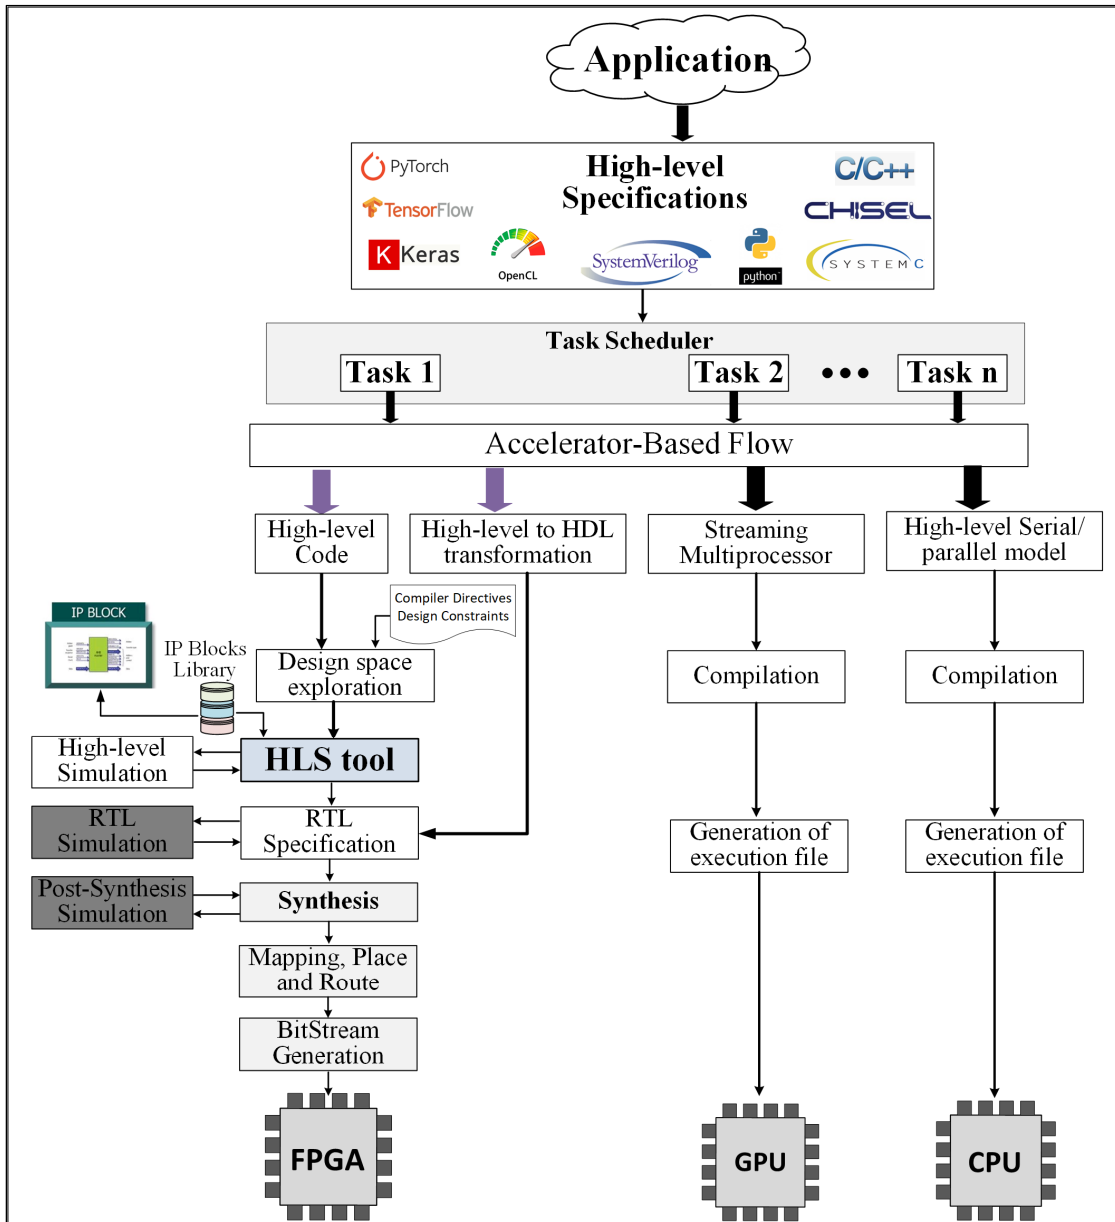 Application
High-level
Specifications
PyTorch
C/C++
TensorFlow
CHISEL
K Keras
OpenCL
SystemVerilog
python
SYSTEM C
Task Scheduler
Task 1
Task 2
Task n
Accelerator-Based Flow
High-level
Code
High-level to HDL
transformation
Streaming
Multiprocessor
High-level Serial/
parallel model
Compiler Directives
Design Constraints
IP BLOCK
IP Blocks
Library
Design space
exploration
Compilation
Compilation
High-level
Simulation
HLS tool
RTL
Simulation
RTL
Specification
Generation of
execution file
Generation of
execution file
Post-Synthesis
Simulation
Synthesis
Mapping, Place
and Route
BitStream
Generation
FPGA
GPU
CPU